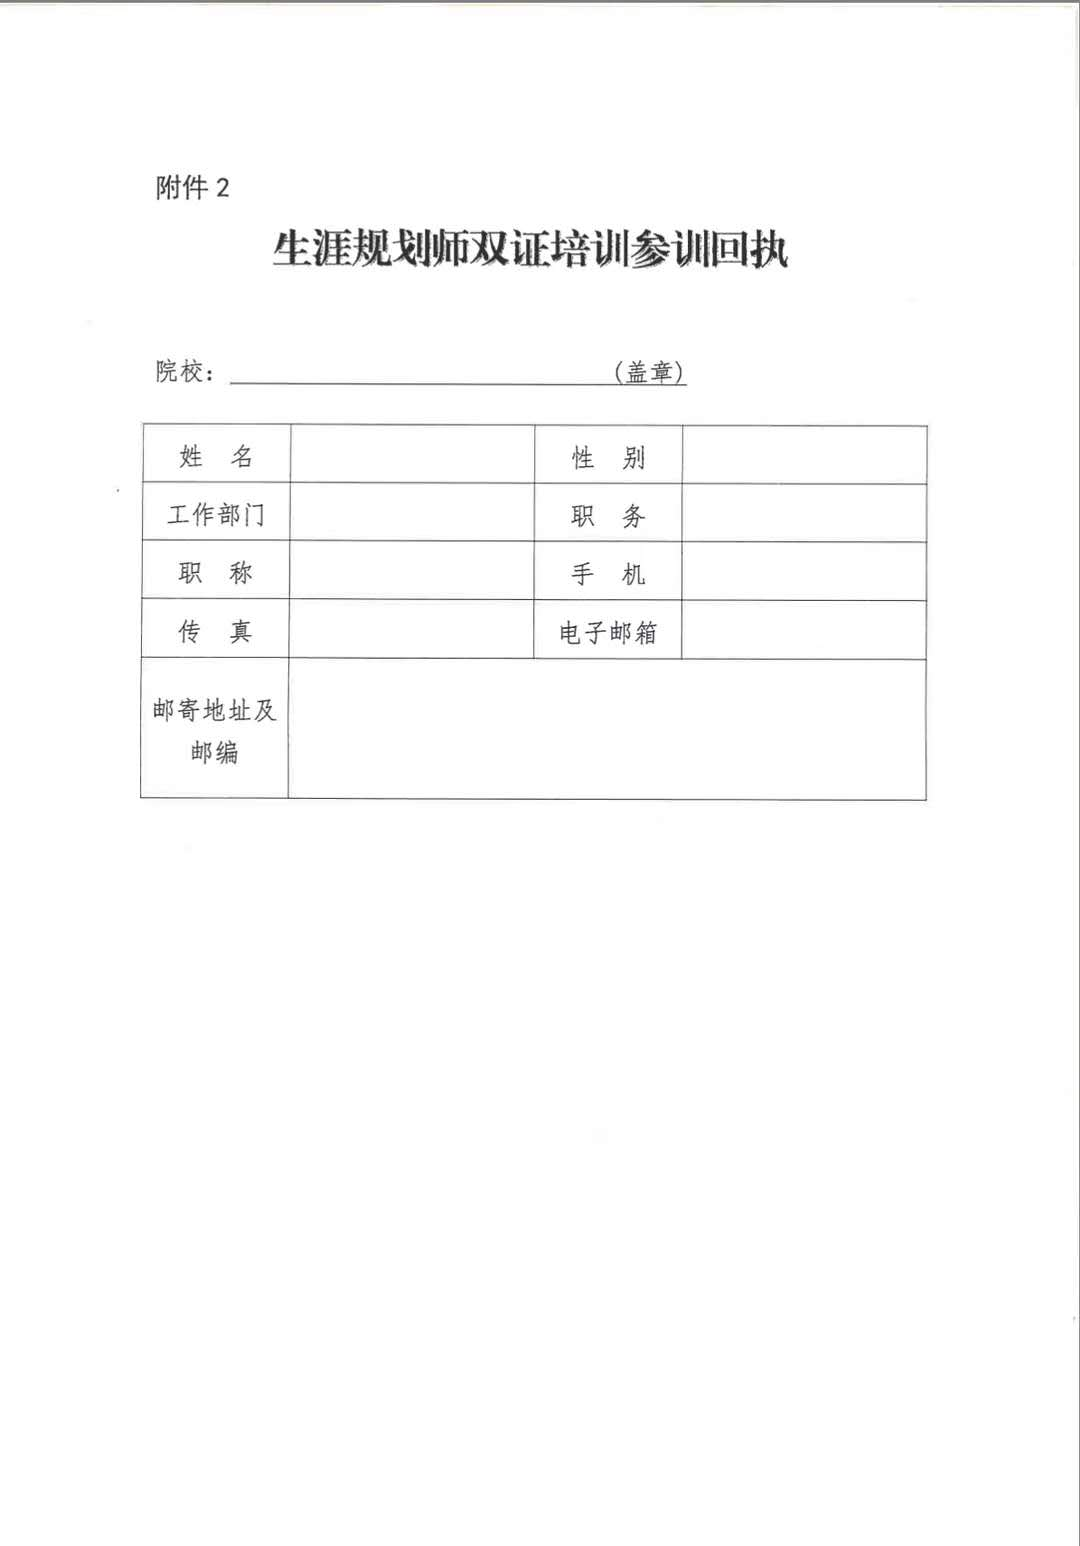 附件 2
生涯规划师双证培训参训回执
院校：(盖章)
姓 名 性 别
工作部门 职 务
职 称 手 机
传 真 电子邮箱
邮寄地址及
邮编